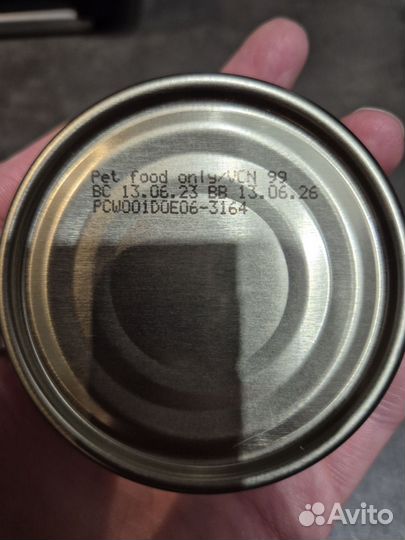 Pet food only/VCN 99
BC 13.06.23 BB 13.06.26
PCW001D0E06-3164
Avito